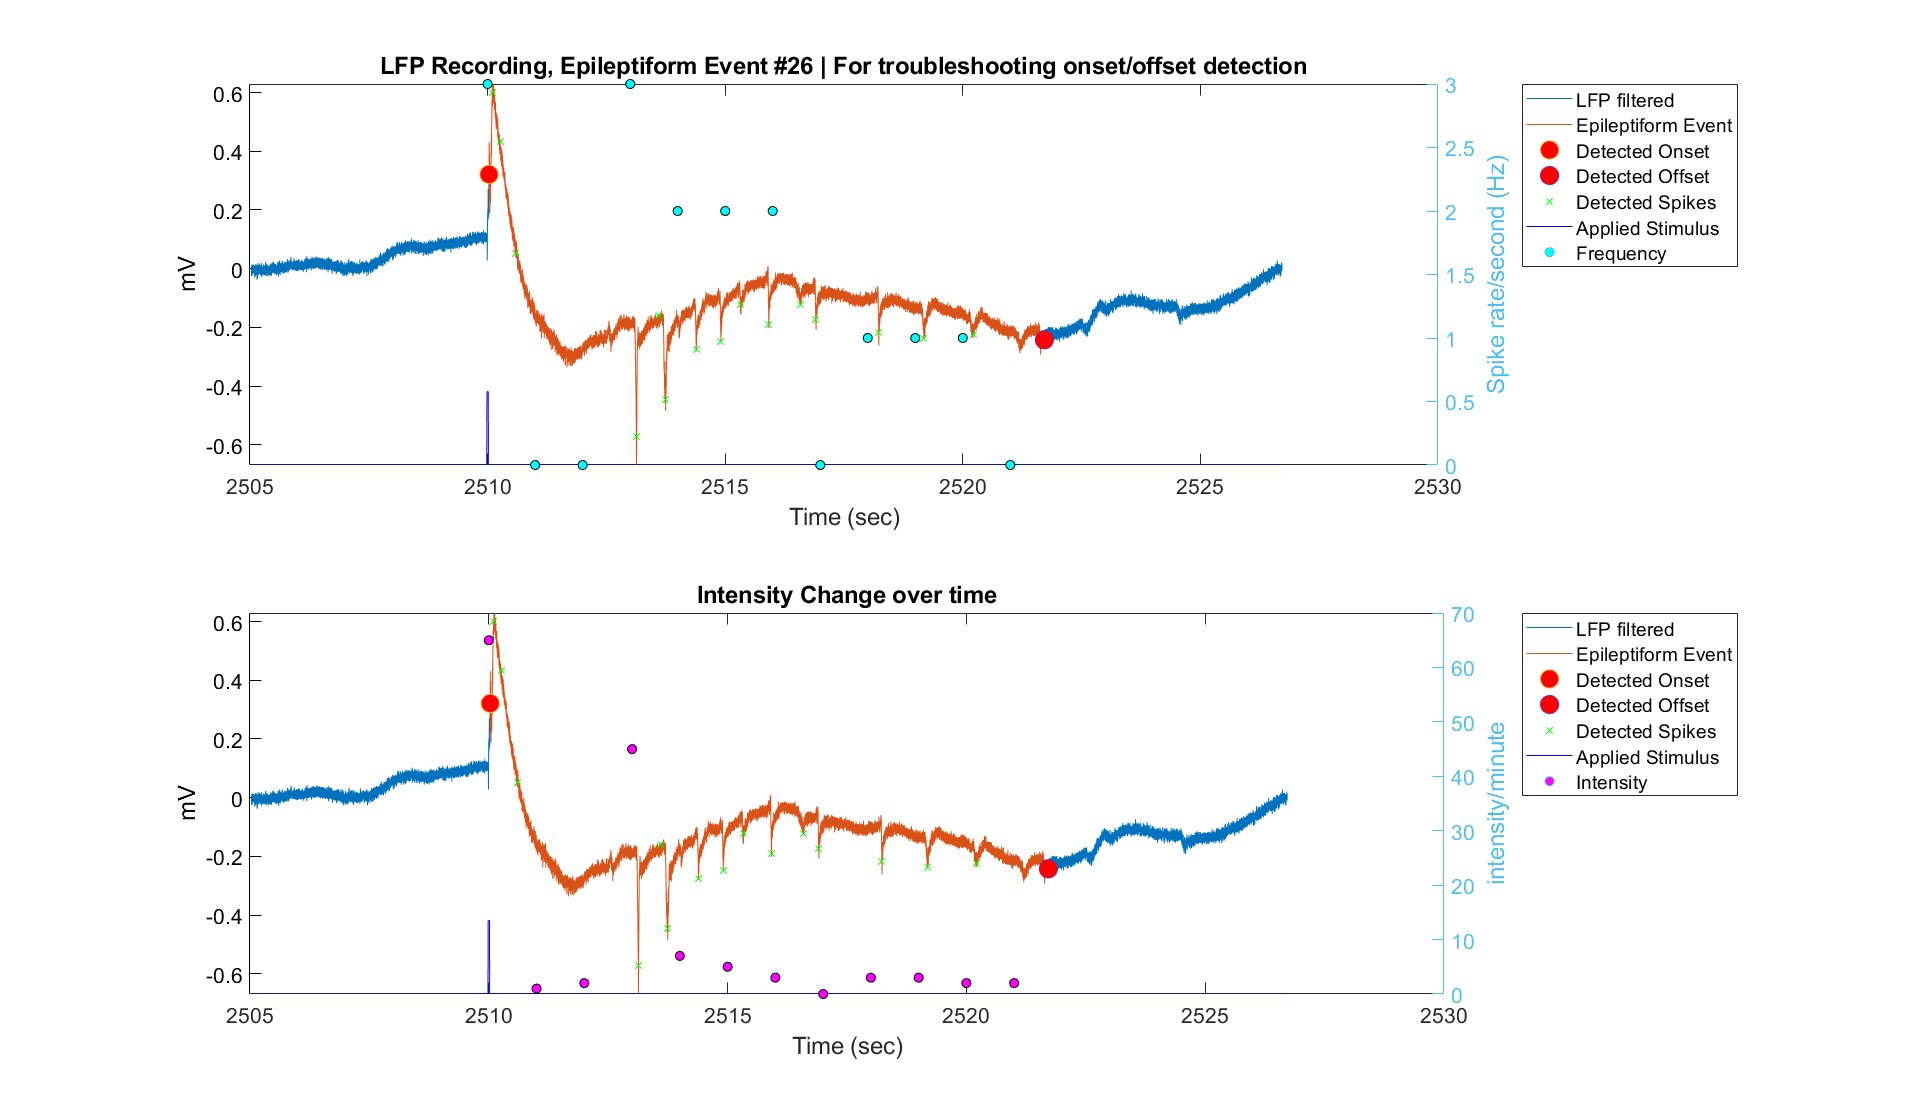 LFP Recording, Epileptiform Event #26 | For troubleshooting onset/offset detection
0.6
0.4
0.2
0
-0.2
-0.4
-0.6
mV
2505 2510 2515 2520 2525 2530
Time (sec)
3
2.5
2
1.5
1
0.5
0
Spike rate/second (Hz)
LFP filtered
Epileptiform Event
Detected Onset
Detected Offset
Detected Spikes
Applied Stimulus
Frequency
Intensity Change over time
0.6
0.4
0.2
0
-0.2
-0.4
-0.6
mV
2505 2510 2515 2520 2525 2530
Time (sec)
70
60
50
40
30
20
10
0
intensity/minute
LFP filtered
Epileptiform Event
Detected Onset
Detected Offset
Detected Spikes
Applied Stimulus
Intensity